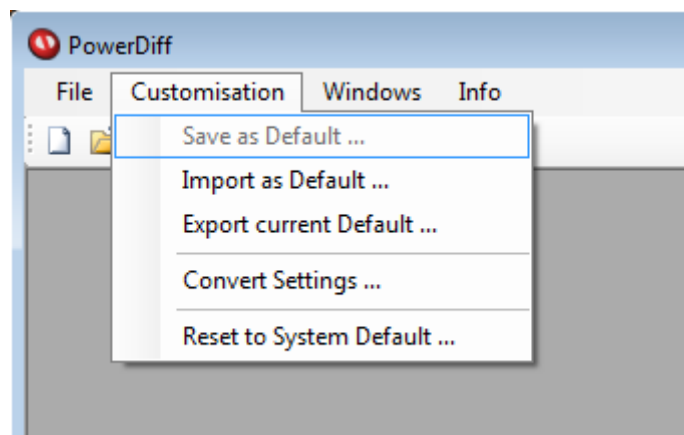 PowerDiff
File Customisation Windows Info
Save as Default ...
Import as Default ...
Export current Default ...
Convert Settings ...
Reset to System Default ...